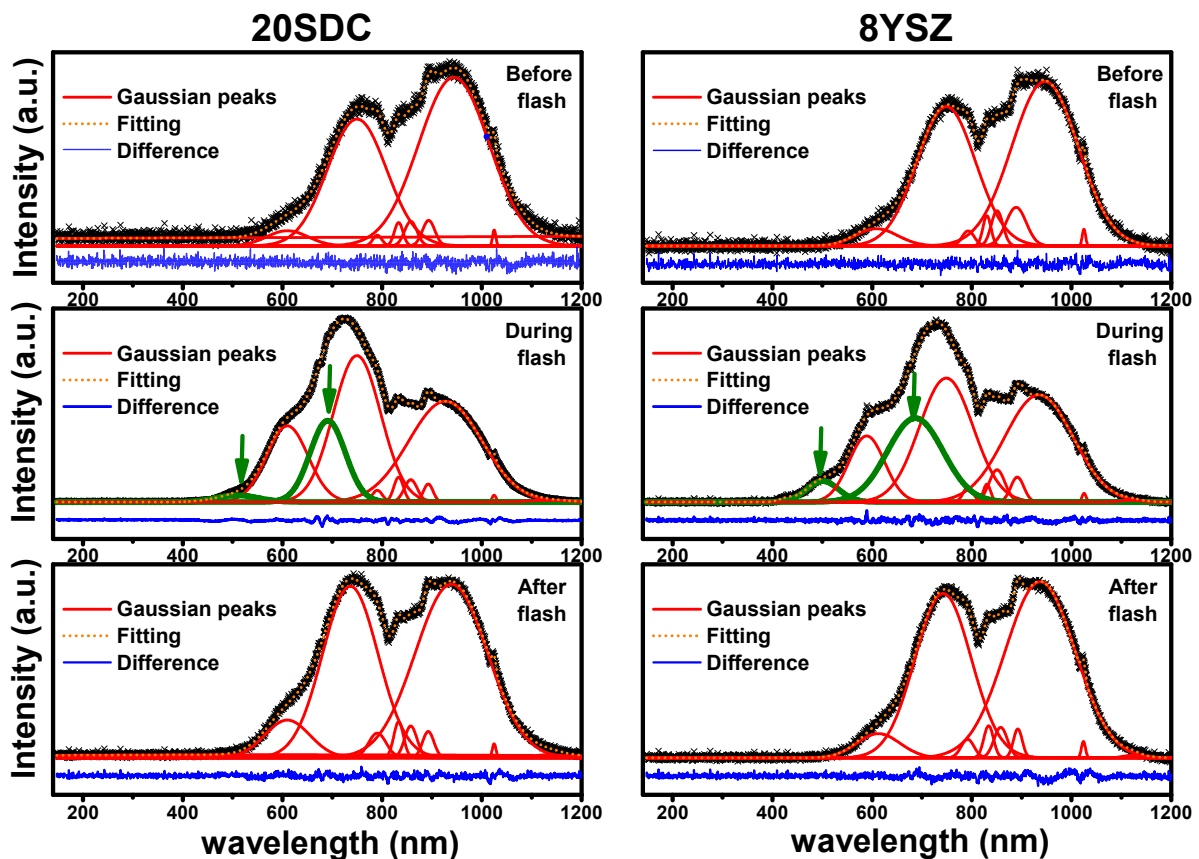 20SDC
8YSZ
Intensity (a.u.)
Gaussian peaks
Fitting
Difference
Before
flash
200 400 600 800 1000 1200
Gaussian peaks
Fitting
Difference
Before
flash
200 400 600 800 1000 1200
Intensity (a.u.)
Gaussian peaks
Fitting
Difference
During
flash
200 400 600 800 1000 1200
Gaussian peaks
Fitting
Difference
During
flash
200 400 600 800 1000 1200
Intensity (a.u.)
Gaussian peaks
Fitting
Difference
After
flash
200 400 600 800 1000 1200
wavelength (nm)
Gaussian peaks
Fitting
Difference
After
flash
200 400 600 800 1000 1200
wavelength (nm)